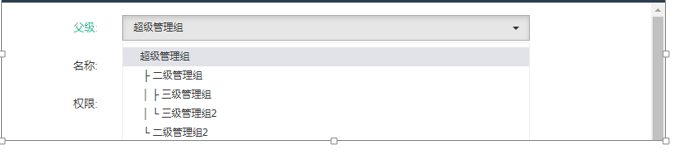 父级: 超级管理组
超级管理组
名称:
├ 二级管理组
│ ├ 三级管理组
权限:
│ └ 三级管理组2
└ 二级管理组2